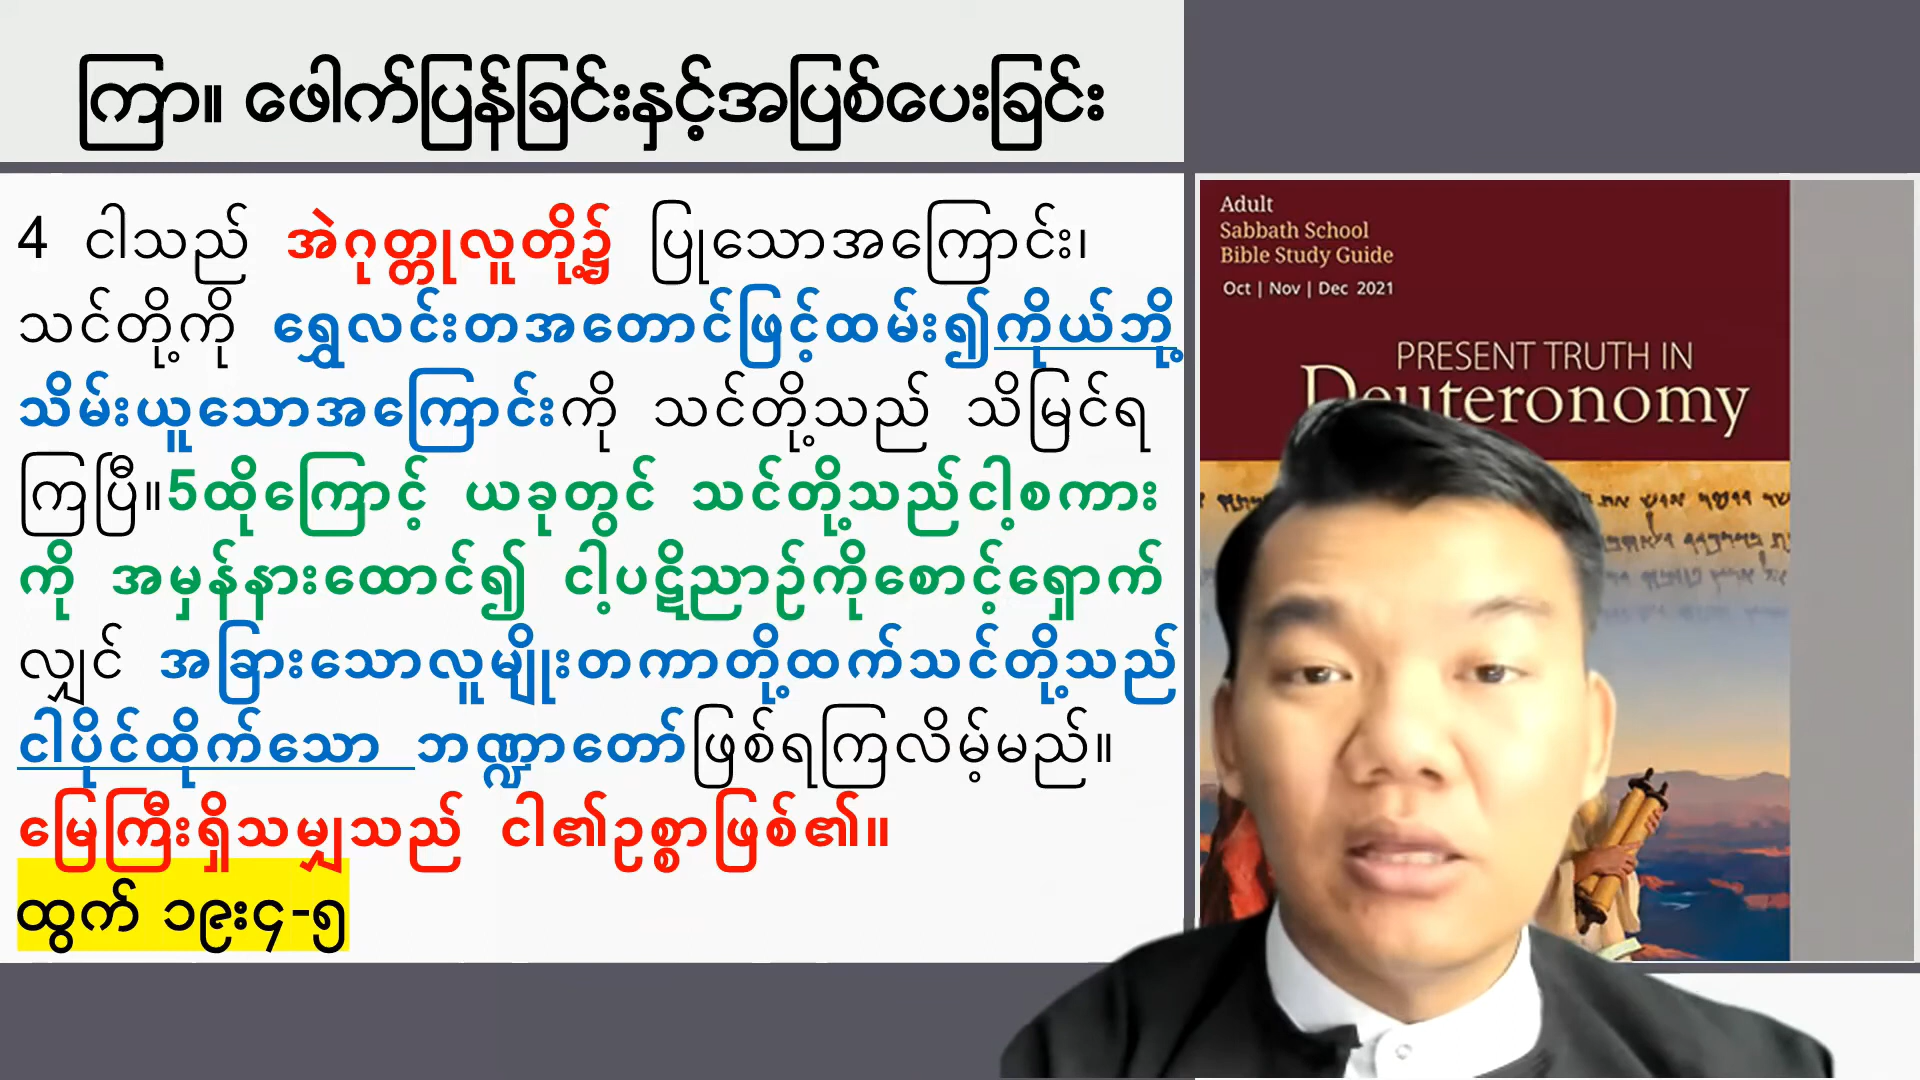 ကြာ။ ဖေါက်ပြန်ခြင်းနှင့်အပြစ်ပေးခြင်း
4 ငါသည် အဲဂုတ္တုလူတို့၌ ပြုသောအကြောင်း၊
သင်တို့ကို ရွှေလင်းတအတောင်ဖြင့်ထမ်း၍ကိုယ်ဘို့
သိမ်းယူသောအကြောင်းကို သင်တို့သည် သိမြင်ရ
ကြပြီ။5ထိုကြောင့် ယခုတွင် သင်တို့သည်ငါ့စကား
ကို အမှန်နားထောင်၍ ငါ့ပဋိညာဉ်ကိုစောင့်ရှောက်
လျှင် အခြားသောလူမျိုးတကာတို့ထက်သင်တို့သည်
ငါပိုင်ထိုက်သော ဘဏ္ဍာတော်ဖြစ်ရကြလိမ့်မည်။
မြေကြီးရှိသမျှသည် ငါ၏ဥစ္စာဖြစ်၏။
ထွက် ၁၉း၄-၅
Adult
Sabbath School
Bible Study Guide
Oct | Nov | Dec 2021
PRESENT TRUTH IN
Deuteronomy